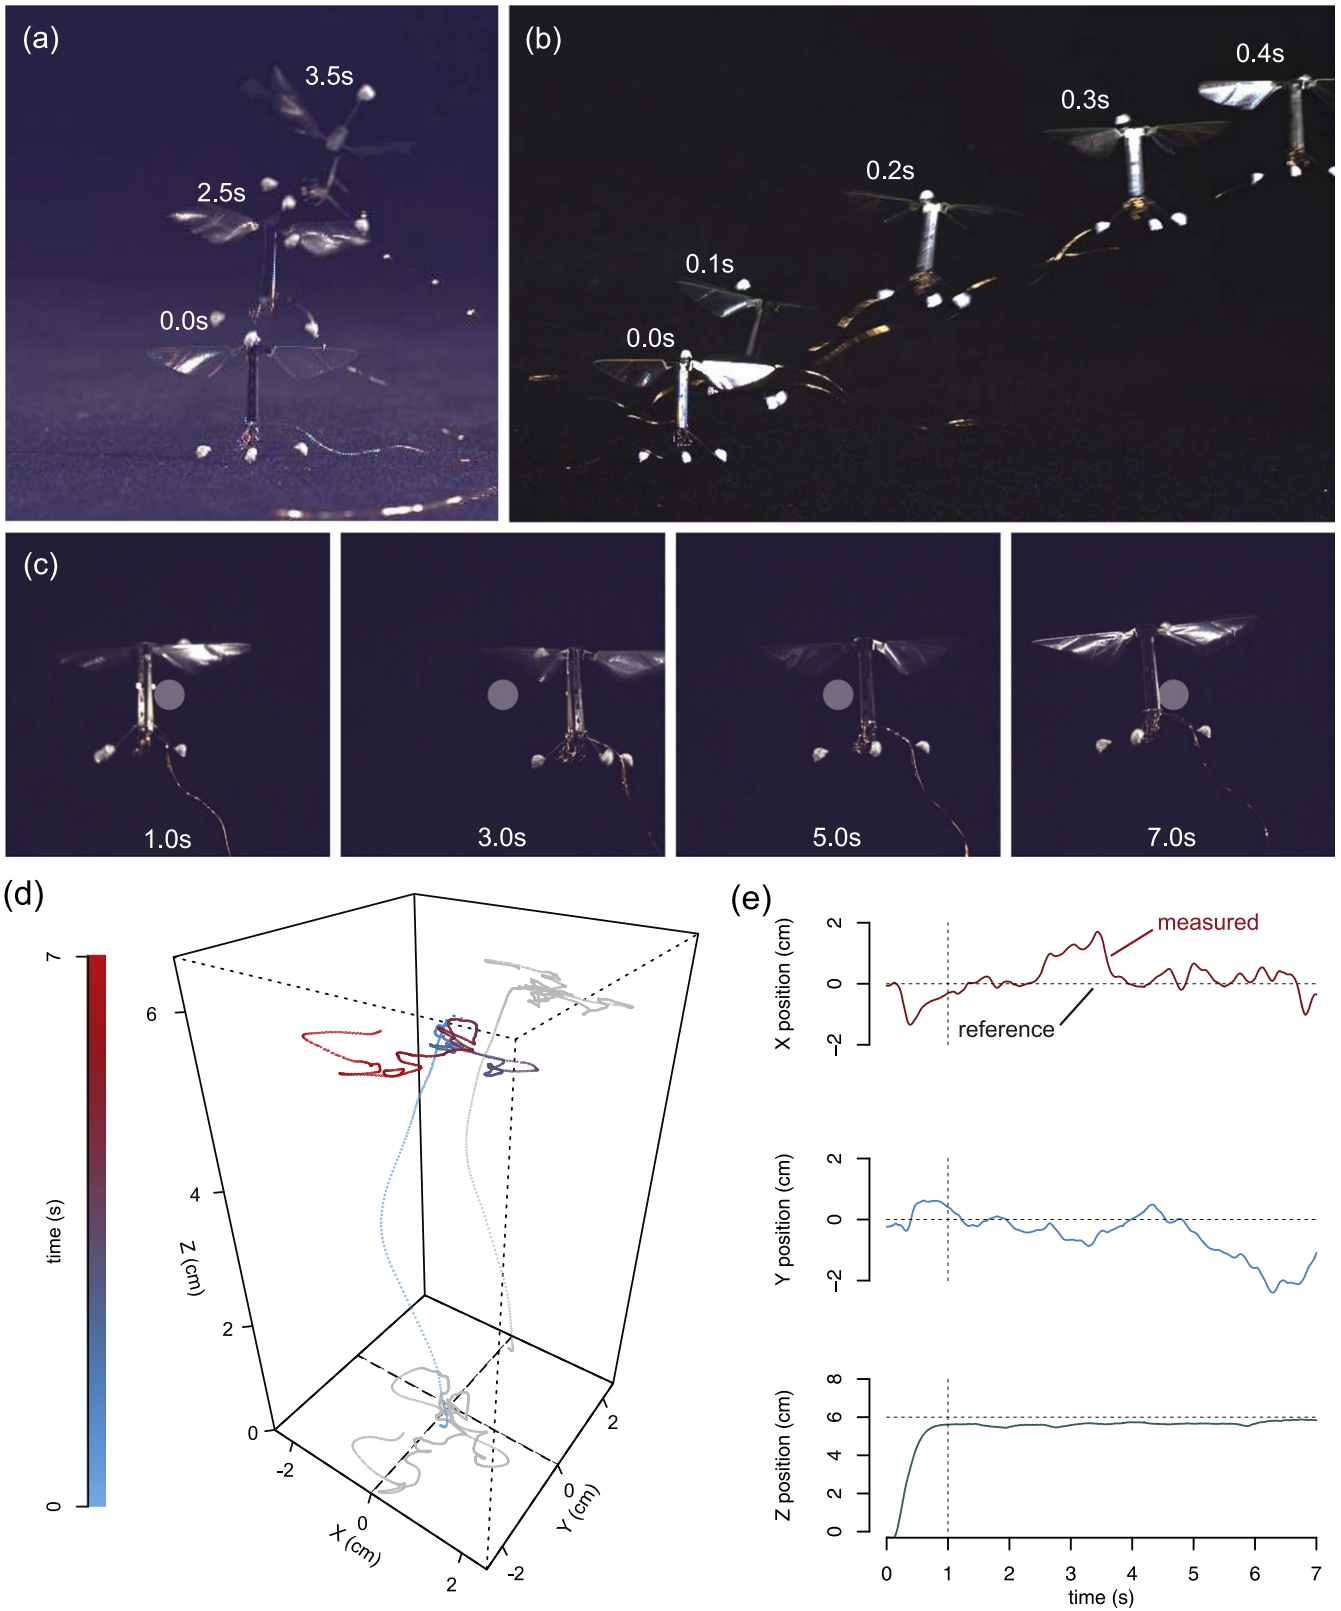 (a)
3.5s
2.5s
0.0s
(b)
0.4s
0.3s
0.2s
0.1s
0.0s
(c)
1.0s
3.0s
5.0s
7.0s
(d)
7
time (s)
0
6
4
Z (cm)
2
0
-2
0
X (cm)
2
2
0
Y (cm)
-2
(e)
X position (cm)
2
0
−2
measured
reference
Y position (cm)
2
0
−2
Z position (cm)
8
6
4
2
0
0 1 2 3 4 5 6 7
time (s)